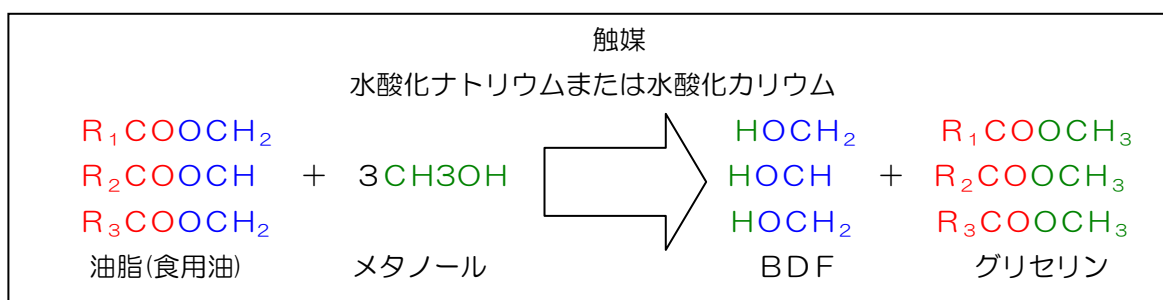 触媒
水酸化ナトリウムまたは水酸化カリウム
R₁COOCH₂ HOCH₂ R₁COOCH₃
R₂COOCH + 3CH3OH HOCH + R₂COOCH₃
R₃COOCH₂ HOCH₂ R₃COOCH₃
油脂(食用油) メタノール BDF グリセリン